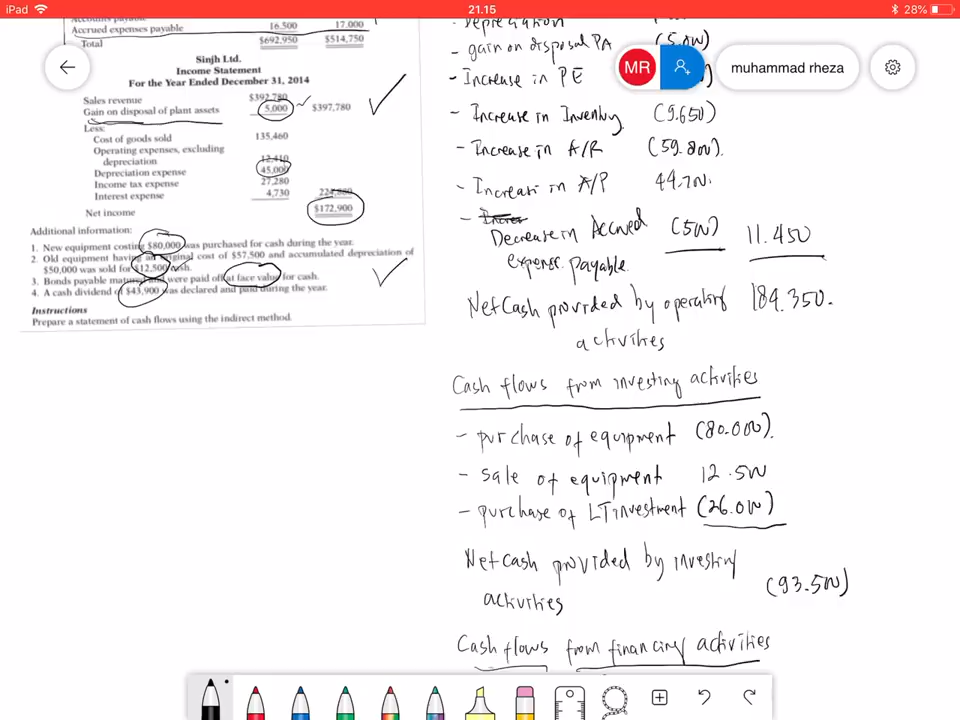 iPad 21.15 28%
Accounts payable 16,500 17,000
Accrued expenses payable
Total $692,950 $514,750
Sinjh Ltd.
Income Statement
For the Year Ended December 31, 2014
Sales revenue $392,780
Gain on disposal of plant assets 5,000 $397,780
Less:
Cost of goods sold 135,460
Operating expenses, excluding
depreciation 12,410
Depreciation expense 45,000
Income tax expense 27,280
Interest expense 4,730 224,880
Net income $172,900
Additional information:
1. New equipment costing $80,000 was purchased for cash during the year.
2. Old equipment having an original cost of $57,500 and accumulated depreciation of
$50,000 was sold for $12,500 cash.
3. Bonds payable matured and were paid off at face value for cash.
4. A cash dividend of $43,900 was declared and paid during the year.
Instructions
Prepare a statement of cash flows using the indirect method.
MR muhammad rheza
- Depreciation
- gain on disposal PA (5.000)
- Increase in PE
- Increase in Inventory (9.650)
- Increase in A/R (59.800).
- Increase in A/P 44.700.
- Decrease in Accrued (500) 11.450
expense payable.
Net Cash provided by operating 184.350.
activities
Cash flows from investing activities
- purchase of equipment (80.000).
- sale of equipment 12.500
- purchase of LT investment (26.000)
Net Cash provided by investing
activities (93.500)
Cash flows from financing activities